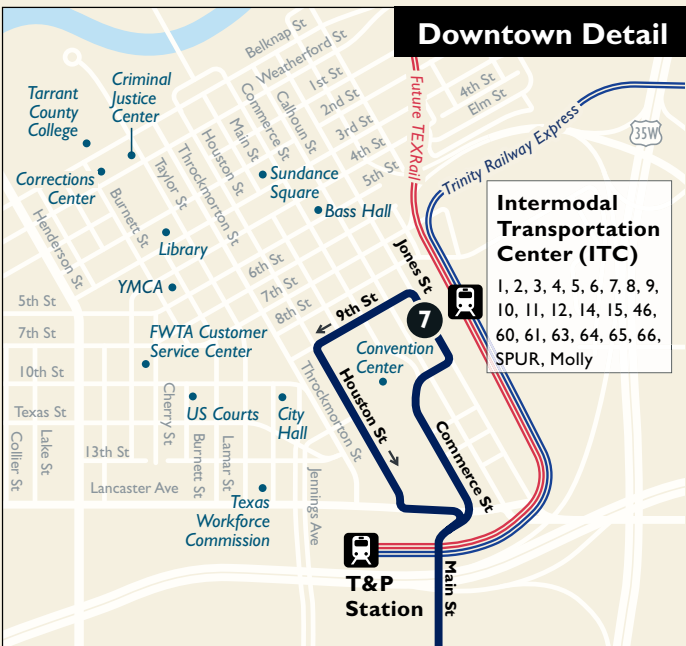 Downtown Detail
Belknap St
Weatherford St
1st St
2nd St
3rd St
4th St
5th St
Commerce St
Calhoun St
Main St
Houston St
Throckmorton St
Taylor St
Burnett St
Henderson St
4th St
Elm St
Future TEXRail
Trinity Railway Express
35W
Tarrant
County
College
Criminal
Justice
Center
Corrections
Center
Sundance
Square
Bass Hall
Library
YMCA
Intermodal
Transportation
Center (ITC)
1, 2, 3, 4, 5, 6, 7, 8, 9,
10, 11, 12, 14, 15, 46,
60, 61, 63, 64, 65, 66,
SPUR, Molly
Jones St
6th St
7th St
8th St
9th St
7
5th St
7th St
10th St
Texas St
13th St
Lancaster Ave
FWTA Customer
Service Center
Convention
Center
US Courts
City
Hall
Throckmorton St
Houston St
Commerce St
Collier St
Lake St
Cherry St
Burnett St
Lamar St
Jennings Ave
Texas
Workforce
Commission
T&P
Station
Main St